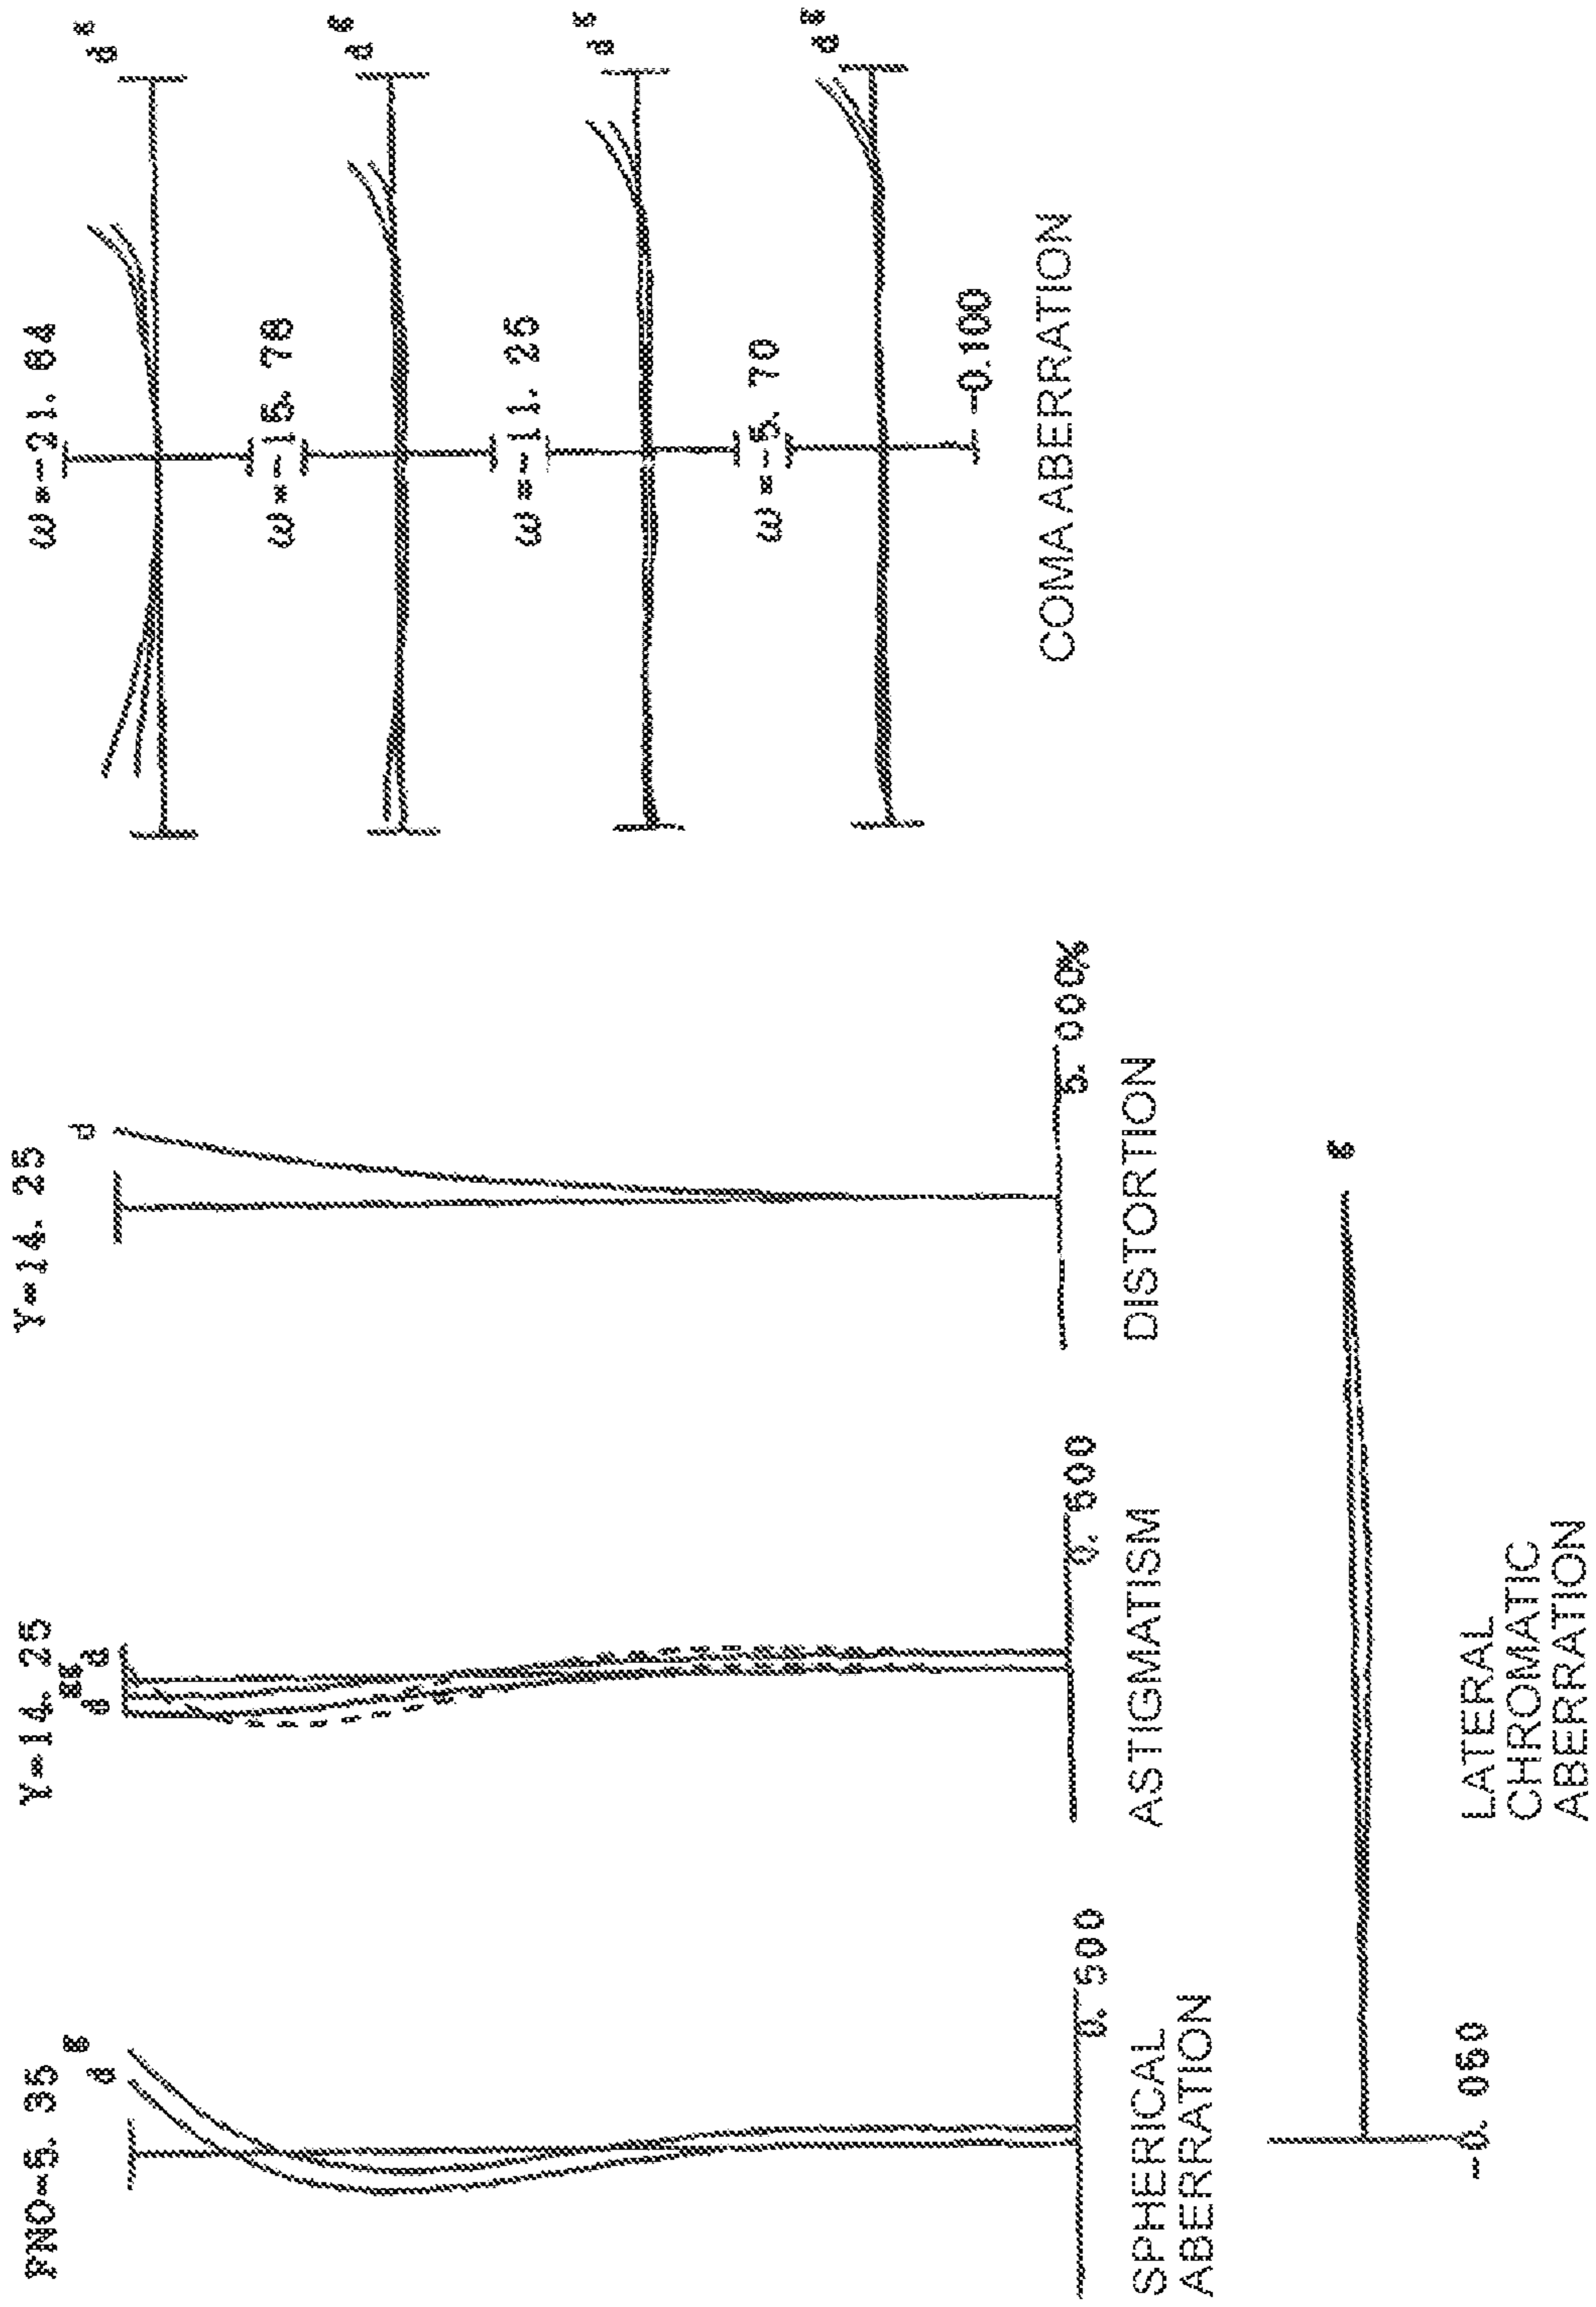 FNO=5. 35
d
g
0. 500
SPHERICAL
ABERRATION
Y=14. 25
d
g
g
d
0. 500
ASTIGMATISM
Y=14. 25
d
5. 000%
DISTORTION
ω=-21. 64
d
g
ω=-15. 78
d
g
ω=-11. 25
d
g
ω=-5. 70
d
g
-0.100
COMA ABERRATION
g
-0. 050
LATERAL
CHROMATIC
ABERRATION